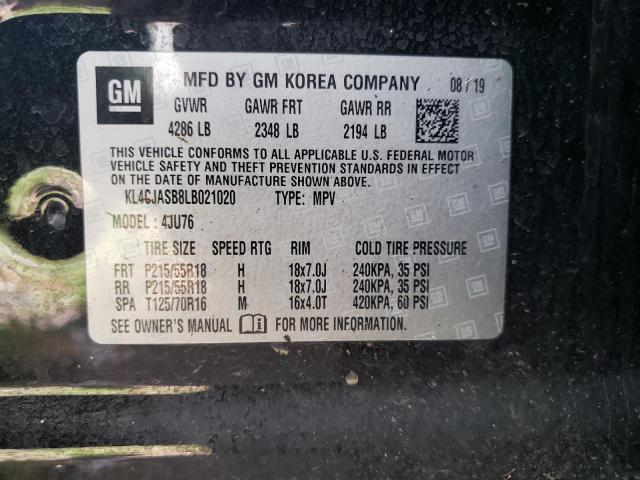 GM MFD BY GM KOREA COMPANY 08/19
GVWR GAWR FRT GAWR RR
4286 LB 2348 LB 2194 LB
THIS VEHICLE CONFORMS TO ALL APPLICABLE U.S. FEDERAL MOTOR
VEHICLE SAFETY AND THEFT PREVENTION STANDARDS IN EFFECT ON
THE DATE OF MANUFACTURE SHOWN ABOVE.
KL4CJASB8LB021020 TYPE: MPV
MODEL: 4JU76
TIRE SIZE SPEED RTG RIM COLD TIRE PRESSURE
FRT P215/55R18 H 18x7.0J 240KPA, 35 PSI
RR P215/55R18 H 18x7.0J 240KPA, 35 PSI
SPA T125/70R16 M 16x4.0T 420KPA, 60 PSI
SEE OWNER'S MANUAL FOR MORE INFORMATION.